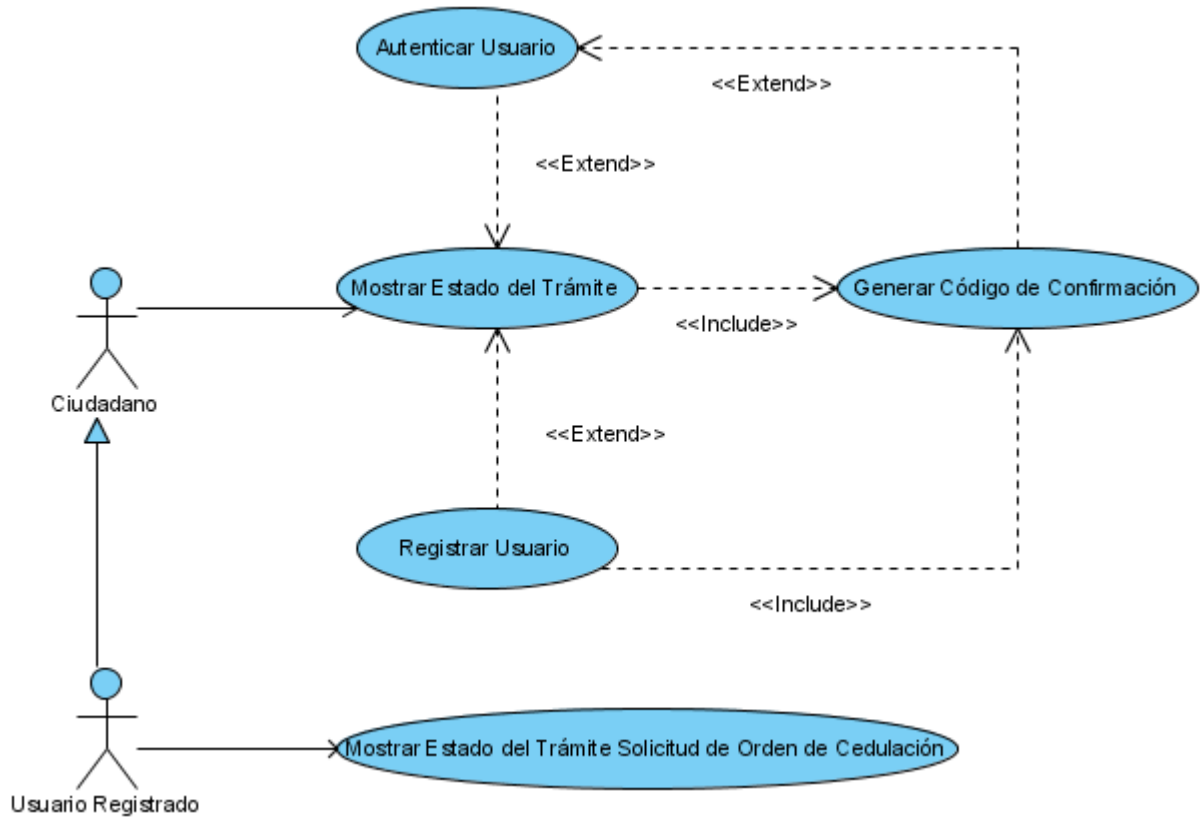 Autenticar Usuario
<<Extend>>
<<Extend>>
Mostrar Estado del Trámite
Generar Código de Confirmación
<<Include>>
Ciudadano
<<Extend>>
Registrar Usuario
<<Include>>
Mostrar Estado del Trámite Solicitud de Orden de Cedulación
Usuario Registrado